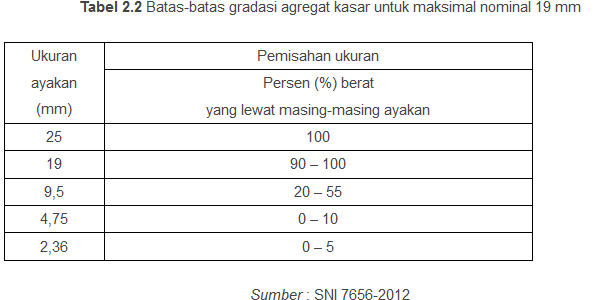 Tabel 2.2 Batas-batas gradasi agregat kasar untuk maksimal nominal 19 mm
Ukuran ayakan (mm) Pemisahan ukuran
Persen (%) berat
yang lewat masing-masing ayakan
25 100
19 90 – 100
9,5 20 – 55
4,75 0 – 10
2,36 0 – 5
Sumber : SNI 7656-2012